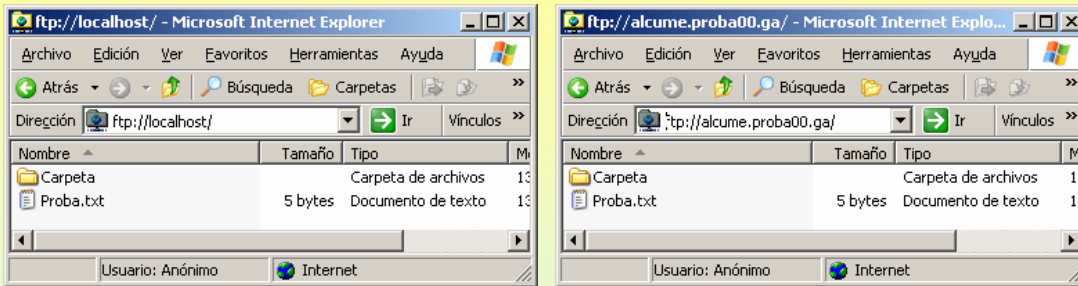 ftp://localhost/ - Microsoft Internet Explorer
Archivo Edición Ver Favoritos Herramientas Ayuda
Atrás Búsqueda Carpetas »
Dirección ftp://localhost/ Ir Vínculos »
Nombre Tamaño Tipo
Carpeta Carpeta de archivos 13
Proba.txt 5 bytes Documento de texto 13
Usuario: Anónimo Internet
ftp://alcume.proba00.ga/ - Microsoft Internet Explo...
Archivo Edición Ver Favoritos Herramientas Ayuda
Atrás Búsqueda Carpetas »
Dirección tp://alcume.proba00.ga/ Ir Vínculos »
Nombre Tamaño Tipo
Carpeta Carpeta de archivos 1
Proba.txt 5 bytes Documento de texto 1
Usuario: Anónimo Internet